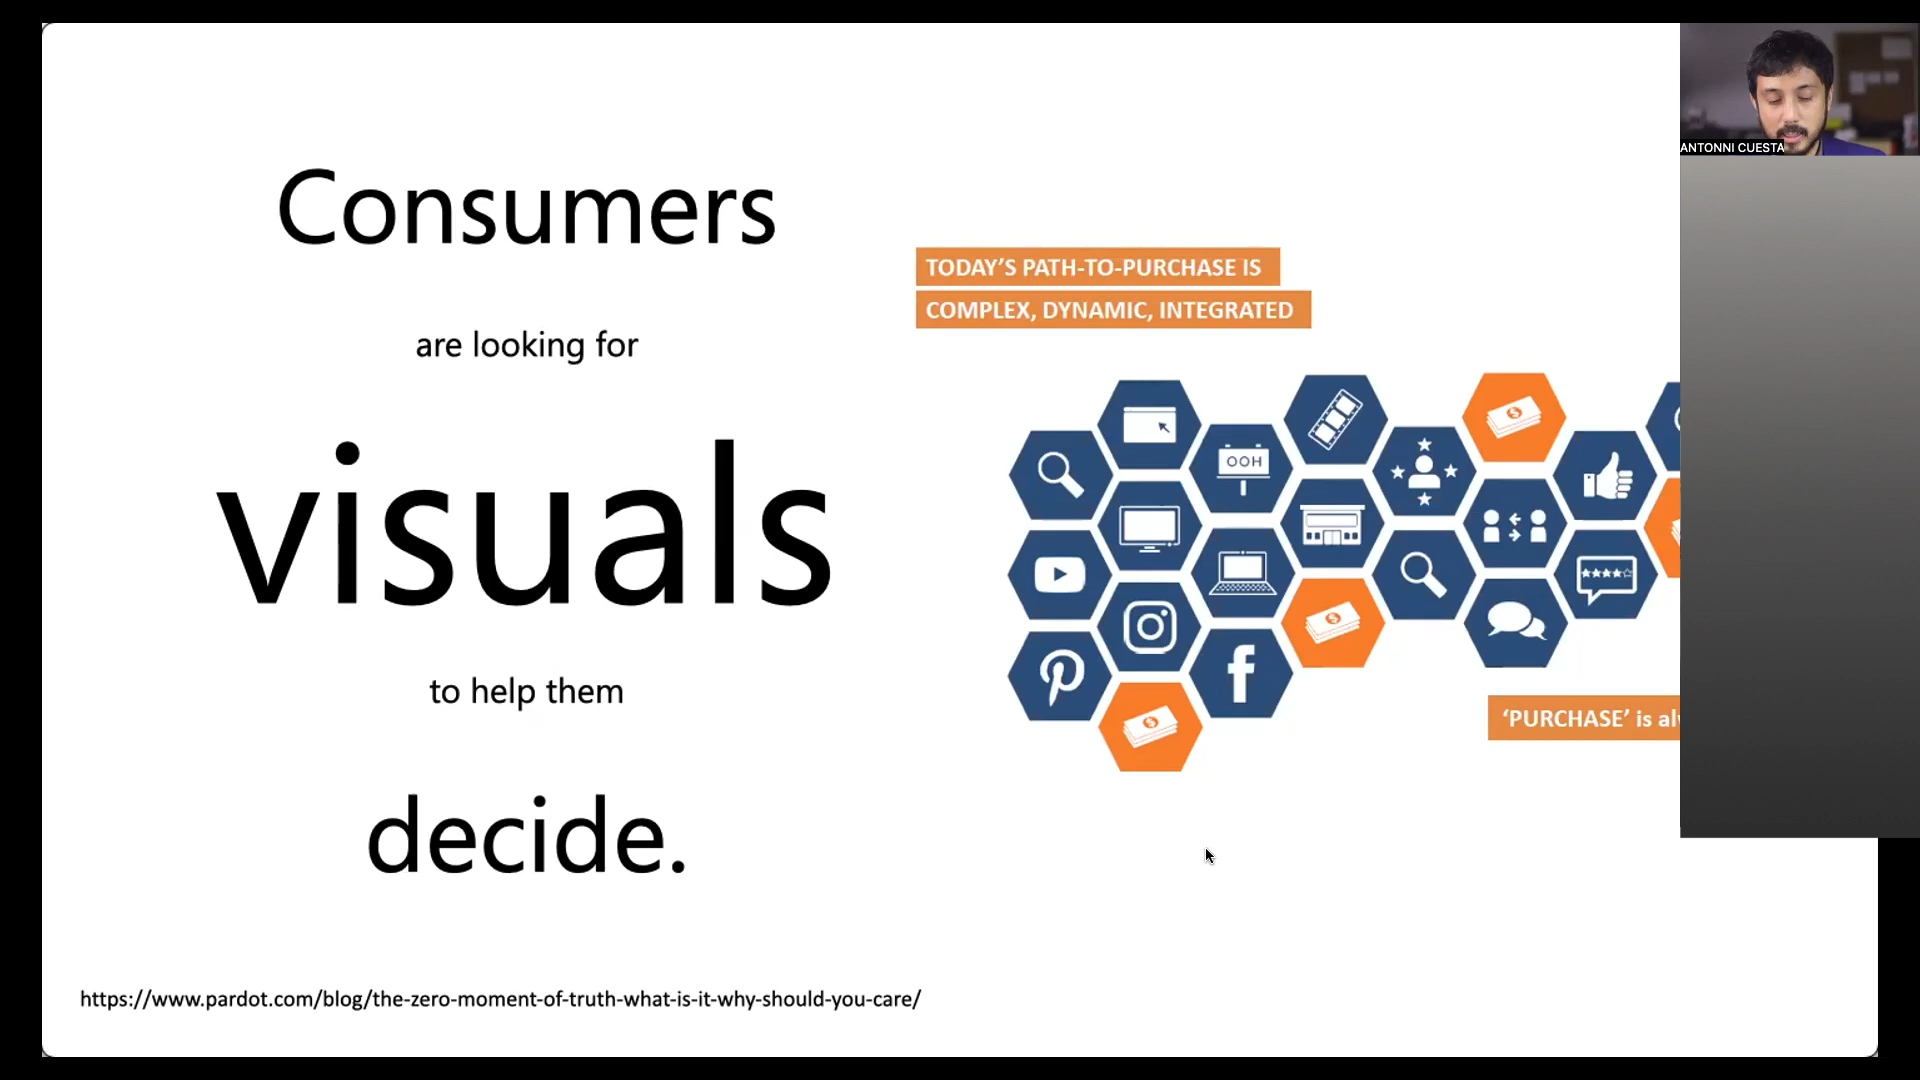 Consumers
are looking for
visuals
to help them
decide.
TODAY'S PATH-TO-PURCHASE IS
COMPLEX, DYNAMIC, INTEGRATED
OOH
'PURCHASE' is
https://www.pardot.com/blog/the-zero-moment-of-truth-what-is-it-why-should-you-care/
ANTONNI CUESTA